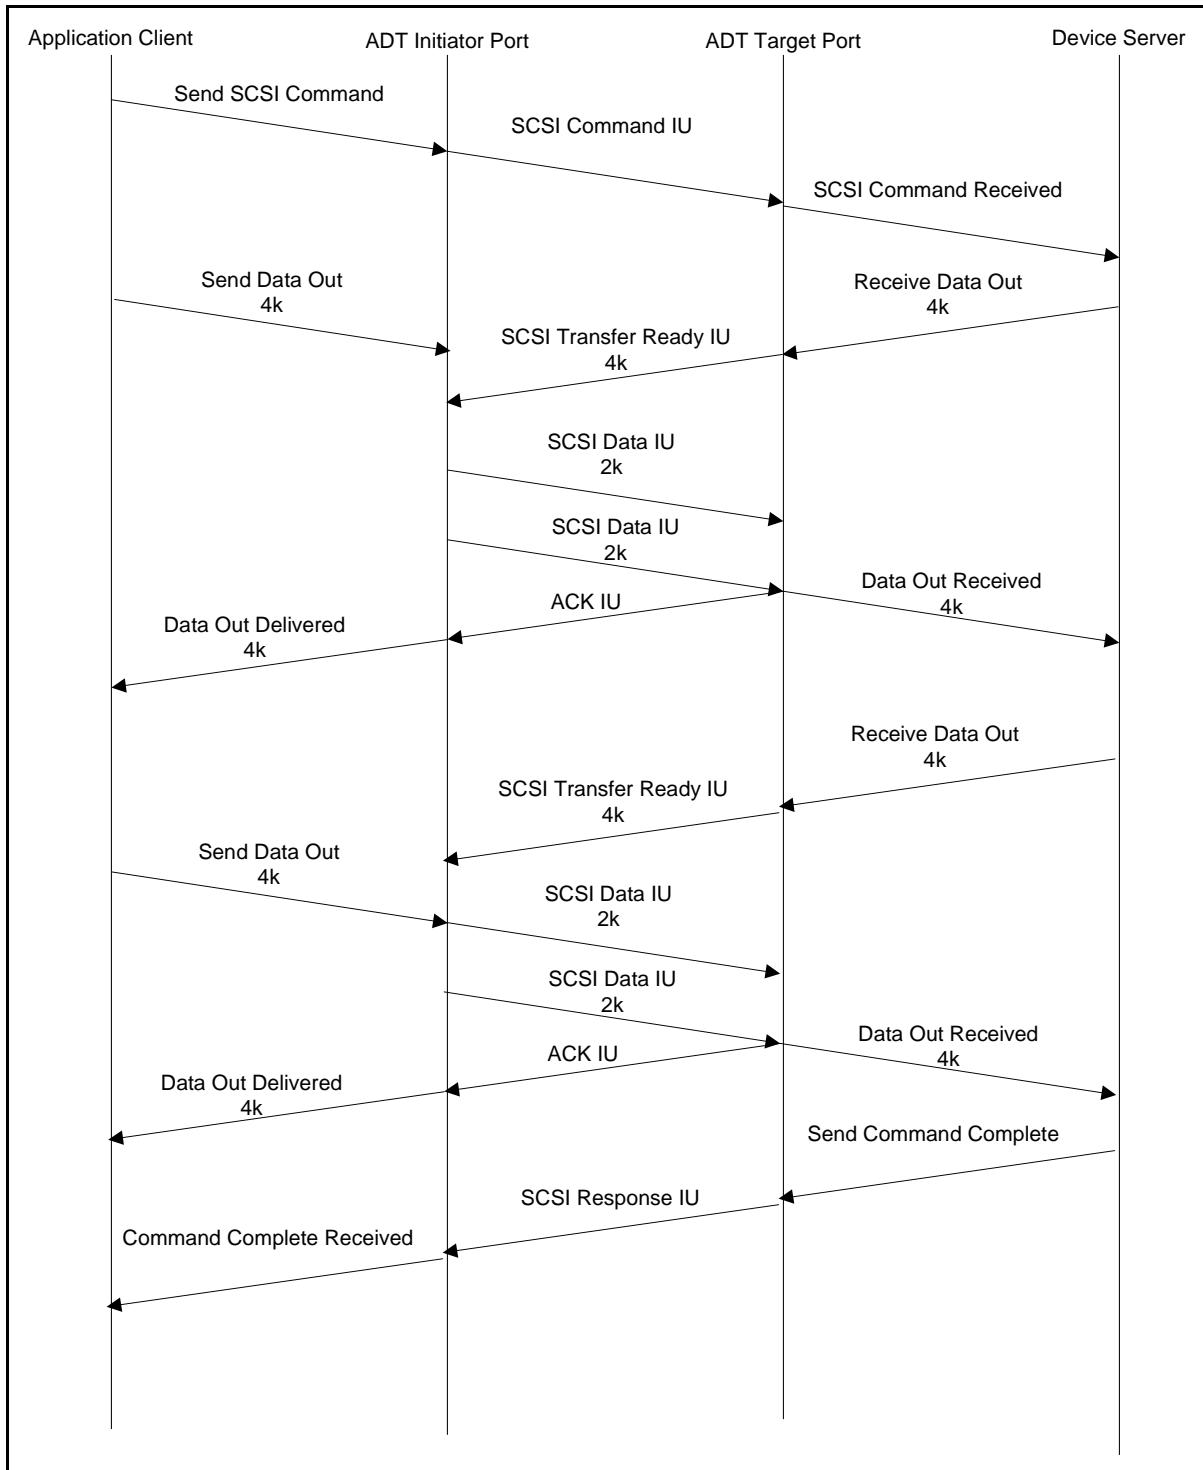 Application Client
ADT Initiator Port
ADT Target Port
Device Server
Send SCSI Command
SCSI Command IU
SCSI Command Received
Send Data Out
4k
Receive Data Out
4k
SCSI Transfer Ready IU
4k
SCSI Data IU
2k
SCSI Data IU
2k
Data Out Received
4k
ACK IU
Data Out Delivered
4k
Receive Data Out
4k
SCSI Transfer Ready IU
4k
Send Data Out
4k
SCSI Data IU
2k
SCSI Data IU
2k
Data Out Received
4k
ACK IU
Data Out Delivered
4k
Send Command Complete
SCSI Response IU
Command Complete Received